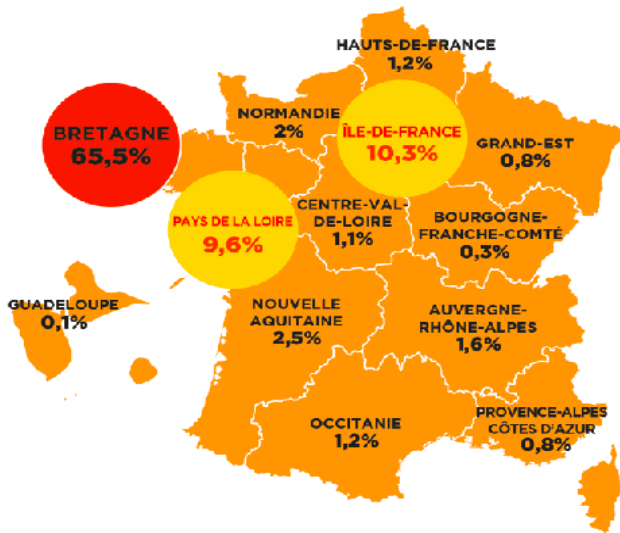 HAUTS-DE-FRANCE
1,2%
NORMANDIE
2%
ÎLE-DE-FRANCE
10,3%
BRETAGNE
65,5%
GRAND-EST
0,8%
PAYS DE LA LOIRE
9,6%
CENTRE-VAL-
DE-LOIRE
1,1%
BOURGOGNE-
FRANCHE-COMTÉ
0,3%
GUADELOUPE
0,1%
NOUVELLE
AQUITAINE
2,5%
AUVERGNE-
RHÔNE-ALPES
1,6%
OCCITANIE
1,2%
PROVENCE-ALPES
CÔTES D'AZUR
0,8%